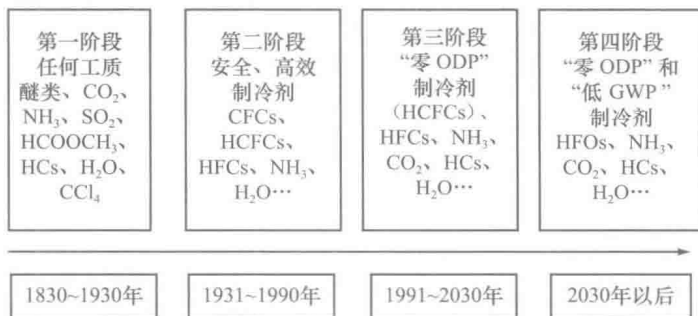 第一阶段
任何工质
醚类、CO₂、
NH₃、SO₂、
HCOOCH₃、
HCs、H₂O、
CCl₄
第二阶段
安全、高效
制冷剂
CFCs、
HCFCs、
HFCs、NH₃、
H₂O…
第三阶段
“零 ODP”
制冷剂
（HCFCs）、
HFCs、NH₃、
CO₂、HCs、
H₂O…
第四阶段
“零 ODP” 和
“低 GWP”
制冷剂
HFOs、NH₃、
CO₂、HCs、
H₂O…
1830~1930年
1931~1990年
1991~2030年
2030年以后